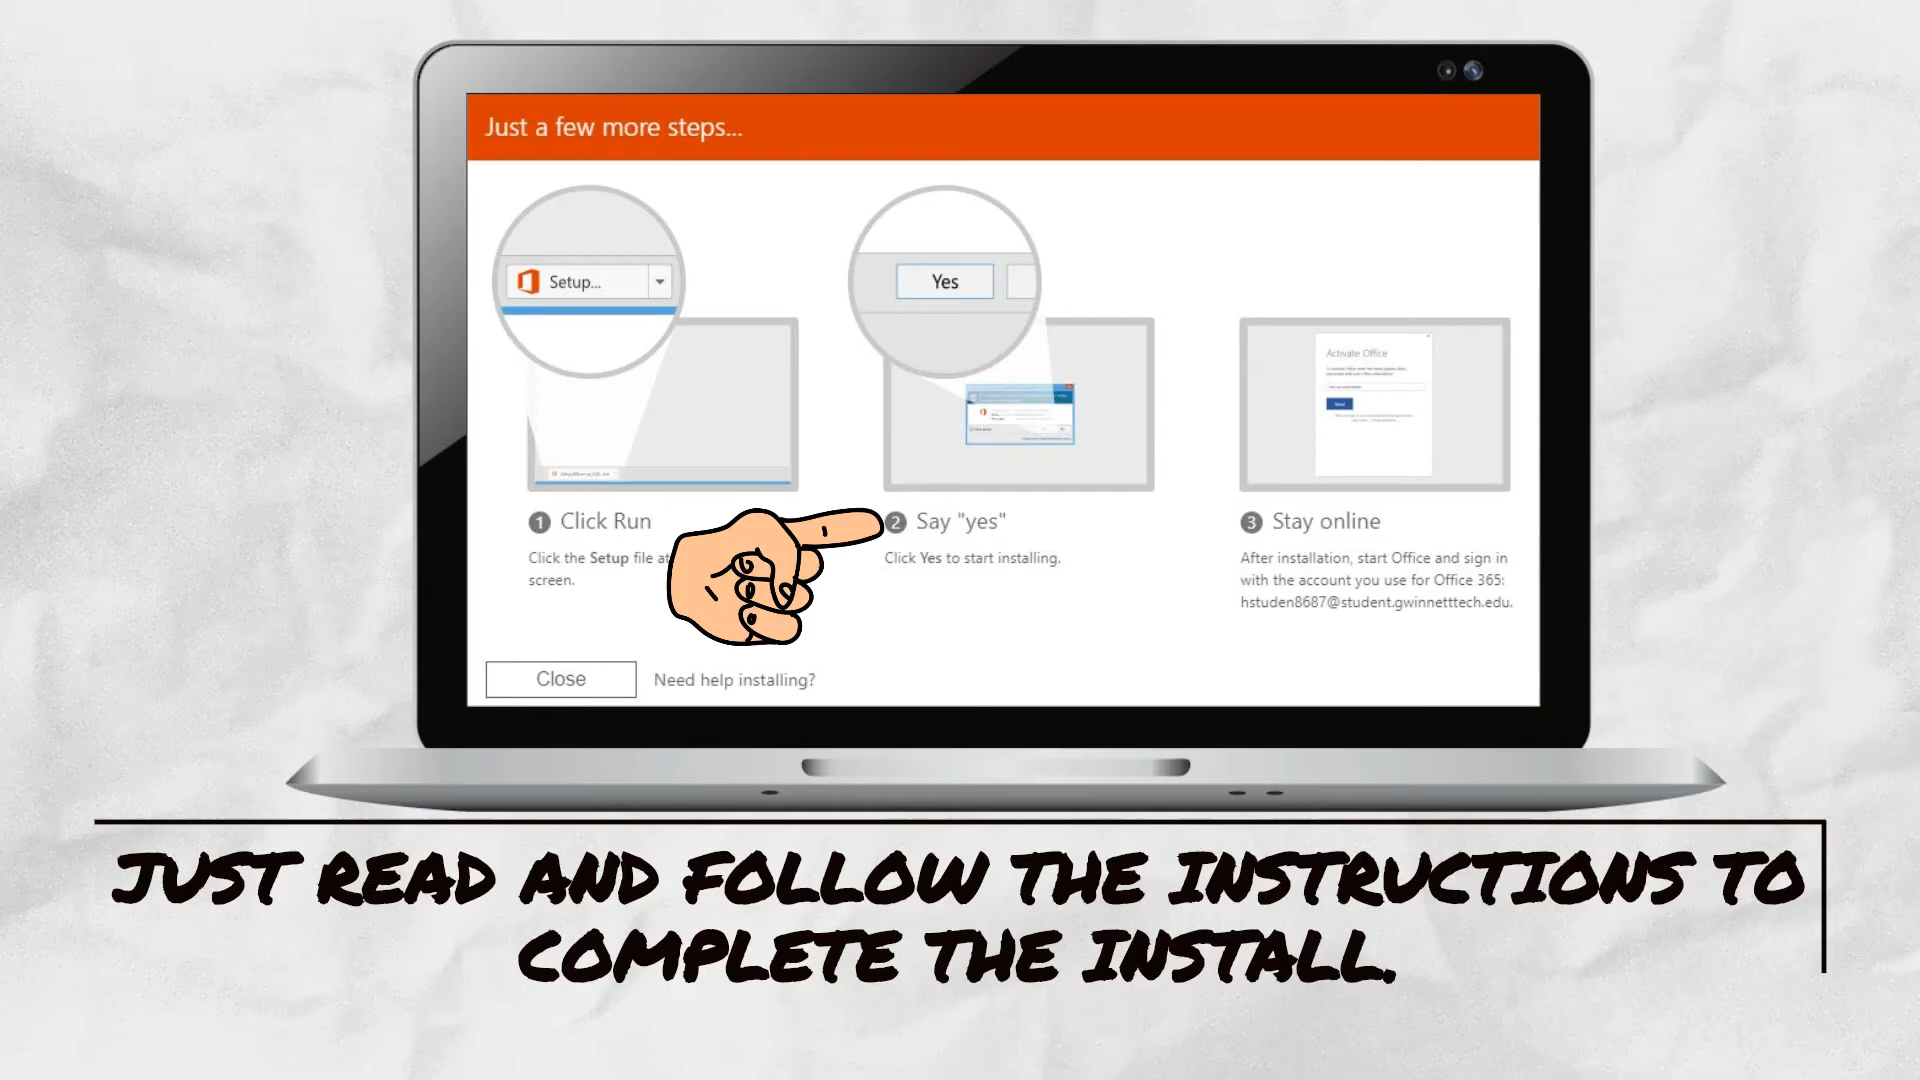 Just a few more steps...
Setup...
Yes
Activate Office
1 Click Run
Click the Setup file at
screen.
2 Say "yes"
Click Yes to start installing.
3 Stay online
After installation, start Office and sign in
with the account you use for Office 365:
hstuden8687@student.gwinnetttech.edu.
Close
Need help installing?
JUST READ AND FOLLOW THE INSTRUCTIONS TO
COMPLETE THE INSTALL.